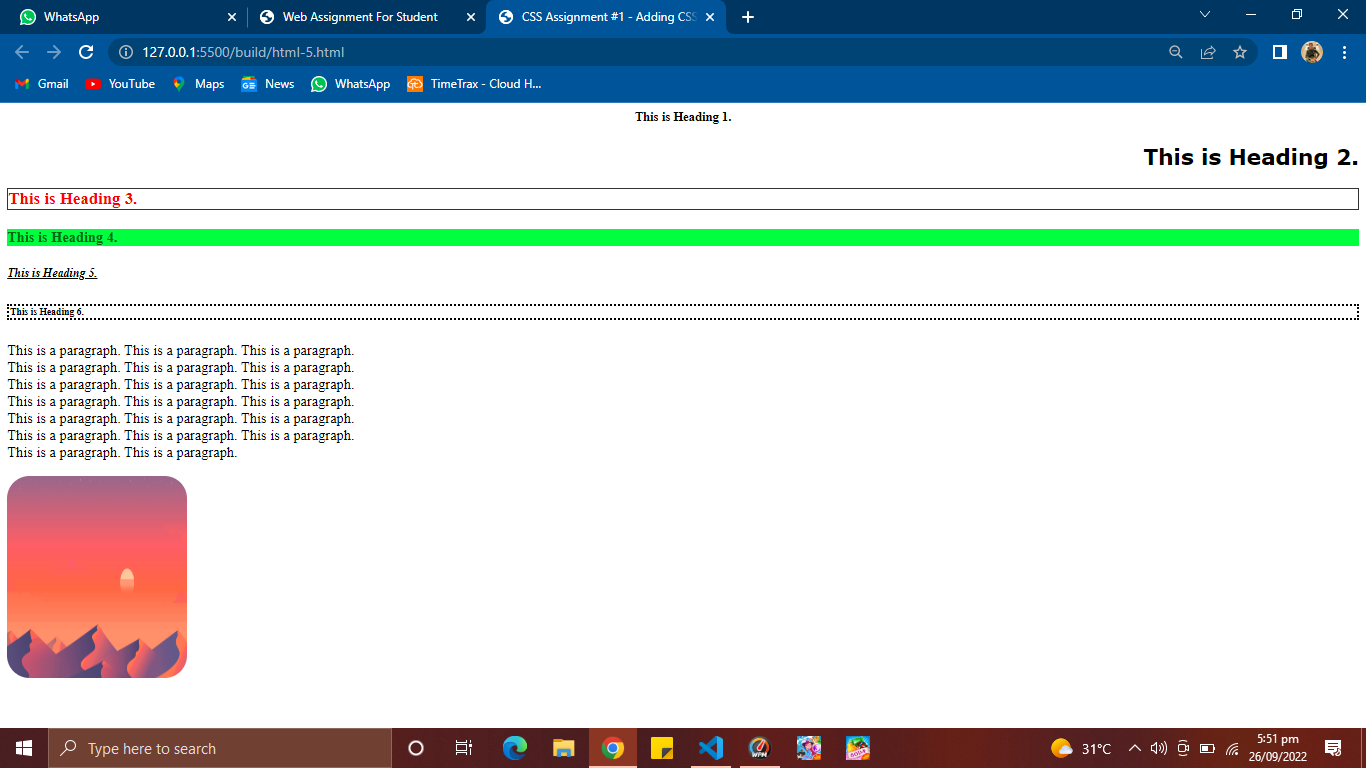 WhatsApp
Web Assignment For Student
CSS Assignment #1 - Adding CSS
127.0.0.1:5500/build/html-5.html
Gmail
YouTube
Maps
GE
News
WhatsApp
TimeTrax - Cloud H...
This is Heading 1.
This is Heading 2.
This is Heading 3.
This is Heading 4.
This is Heading 5.
This is Heading 6.
This is a paragraph. This is a paragraph. This is a paragraph.
This is a paragraph. This is a paragraph. This is a paragraph.
This is a paragraph. This is a paragraph. This is a paragraph.
This is a paragraph. This is a paragraph. This is a paragraph.
This is a paragraph. This is a paragraph. This is a paragraph.
This is a paragraph. This is a paragraph. This is a paragraph.
This is a paragraph. This is a paragraph.
Type here to search
WPM
31°C
5:51 pm
26/09/2022